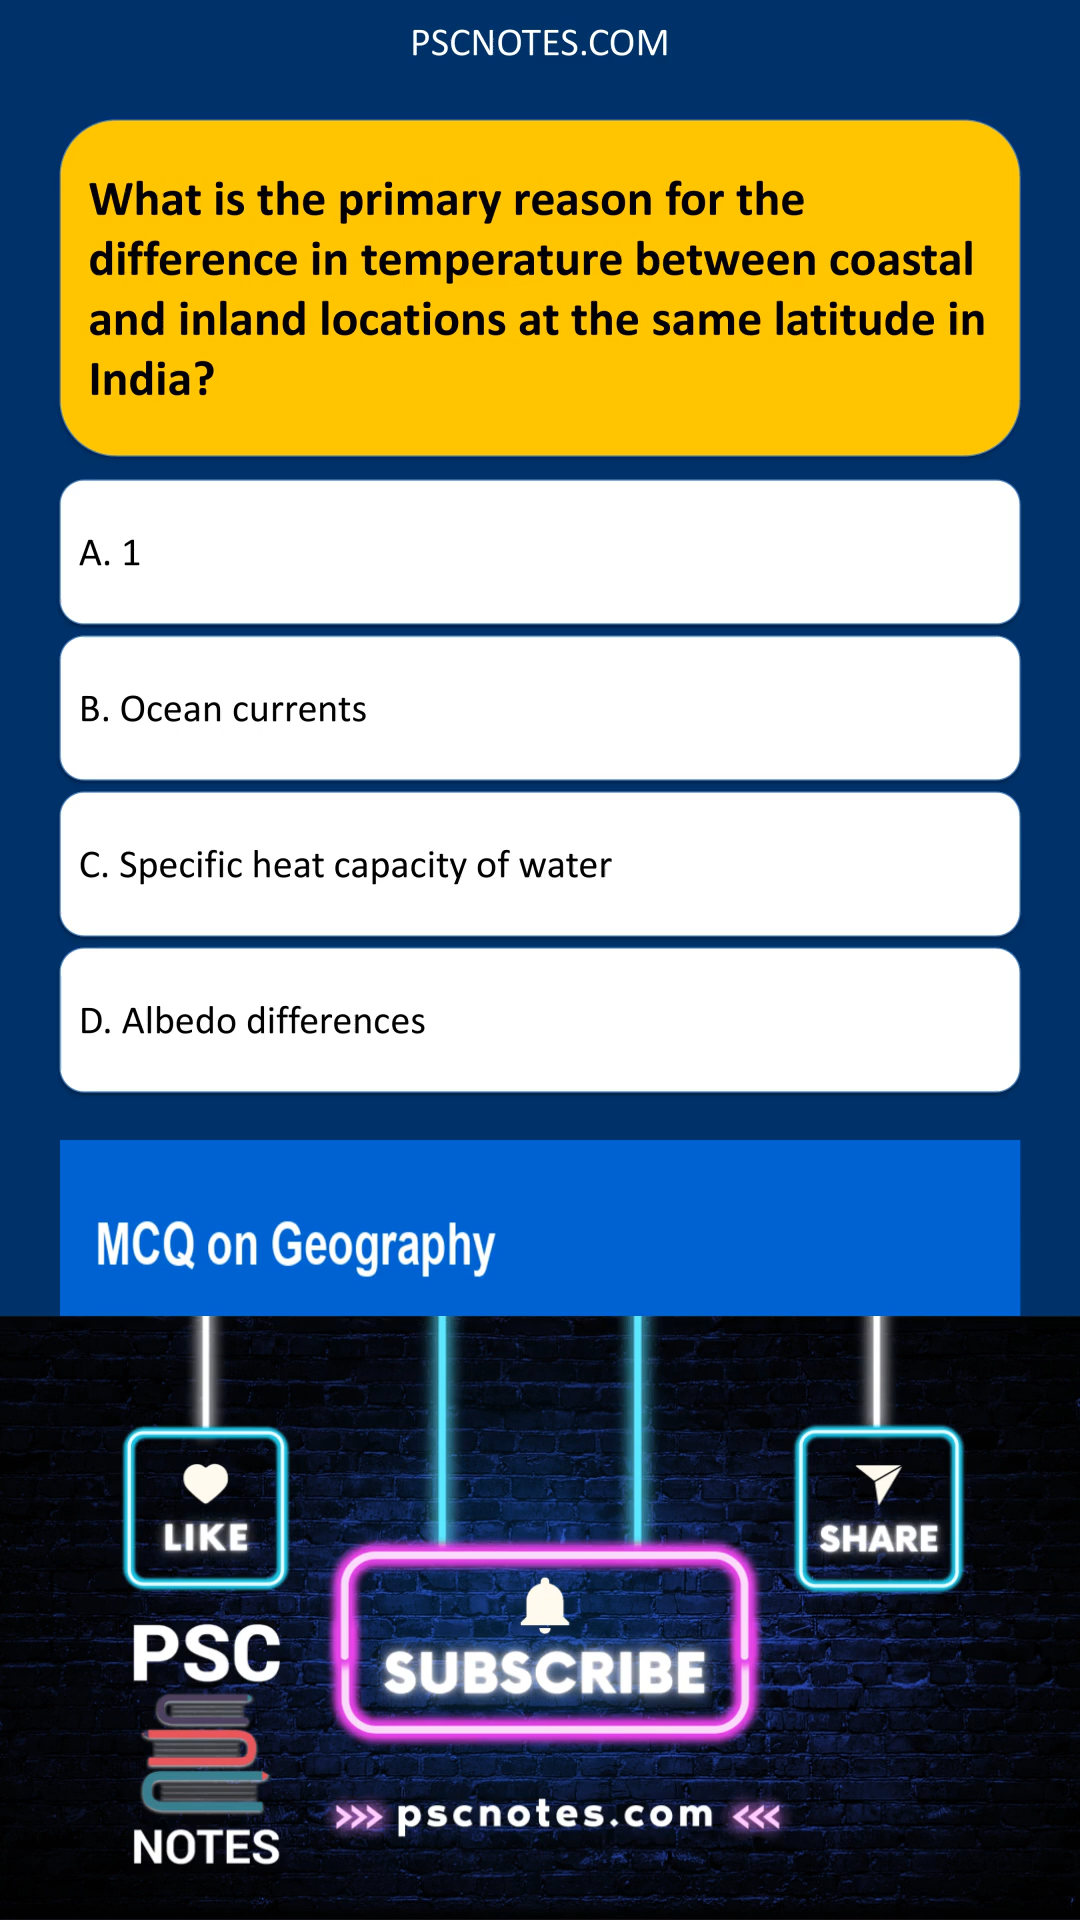 PSCNOTES.COM
What is the primary reason for the
difference in temperature between coastal
and inland locations at the same latitude in
India?
A. 1
B. Ocean currents
C. Specific heat capacity of water
D. Albedo differences
MCQ on Geography
LIKE
SHARE
SUBSCRIBE
PSC
NOTES
>>> pscnotes.com <<<